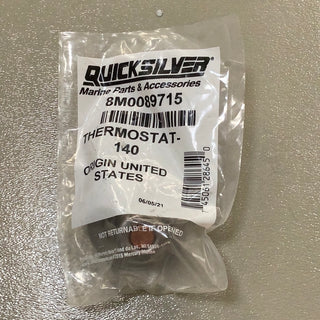 QUICKSILVER
Marine Parts & Accessories
8M0089715
THERMOSTAT-
140
ORIGIN UNITED
STATES
06/05/21
NOT RETURNABLE IF OPENED